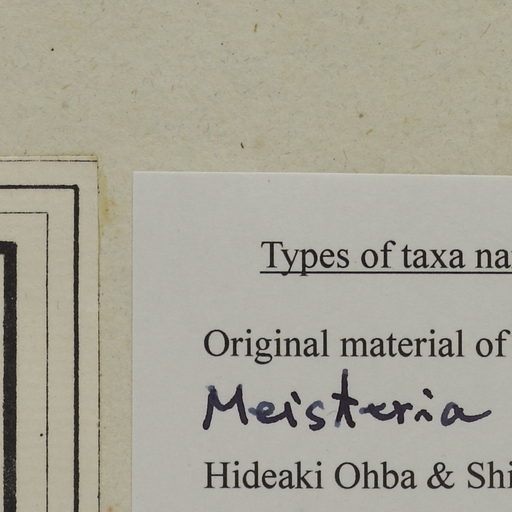 Types of taxa na
Original material of
Meisteria
Hideaki Ohba & Shi